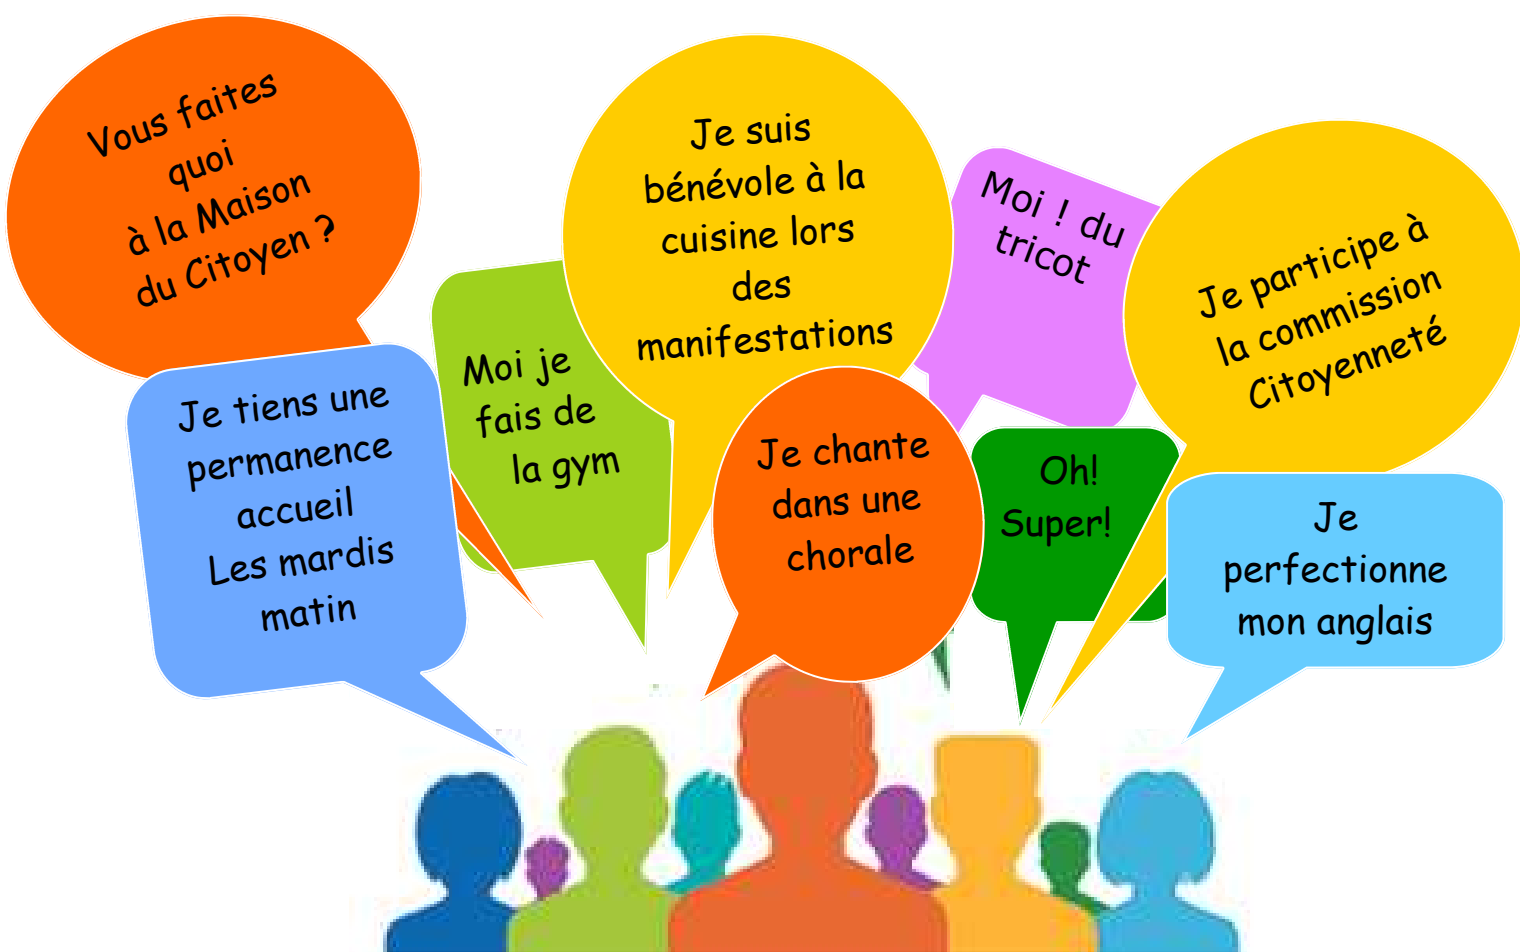 Vous faites
quoi
à la Maison
du Citoyen ?
Je suis
bénévole à la
cuisine lors
des
manifestations
Moi ! du
tricot
Je participe à
la commission
Citoyenneté
Je tiens une
permanence
accueil
Les mardis
matin
Moi je
fais de
la gym
Je chante
dans une
chorale
Oh!
Super!
Je
perfectionne
mon anglais